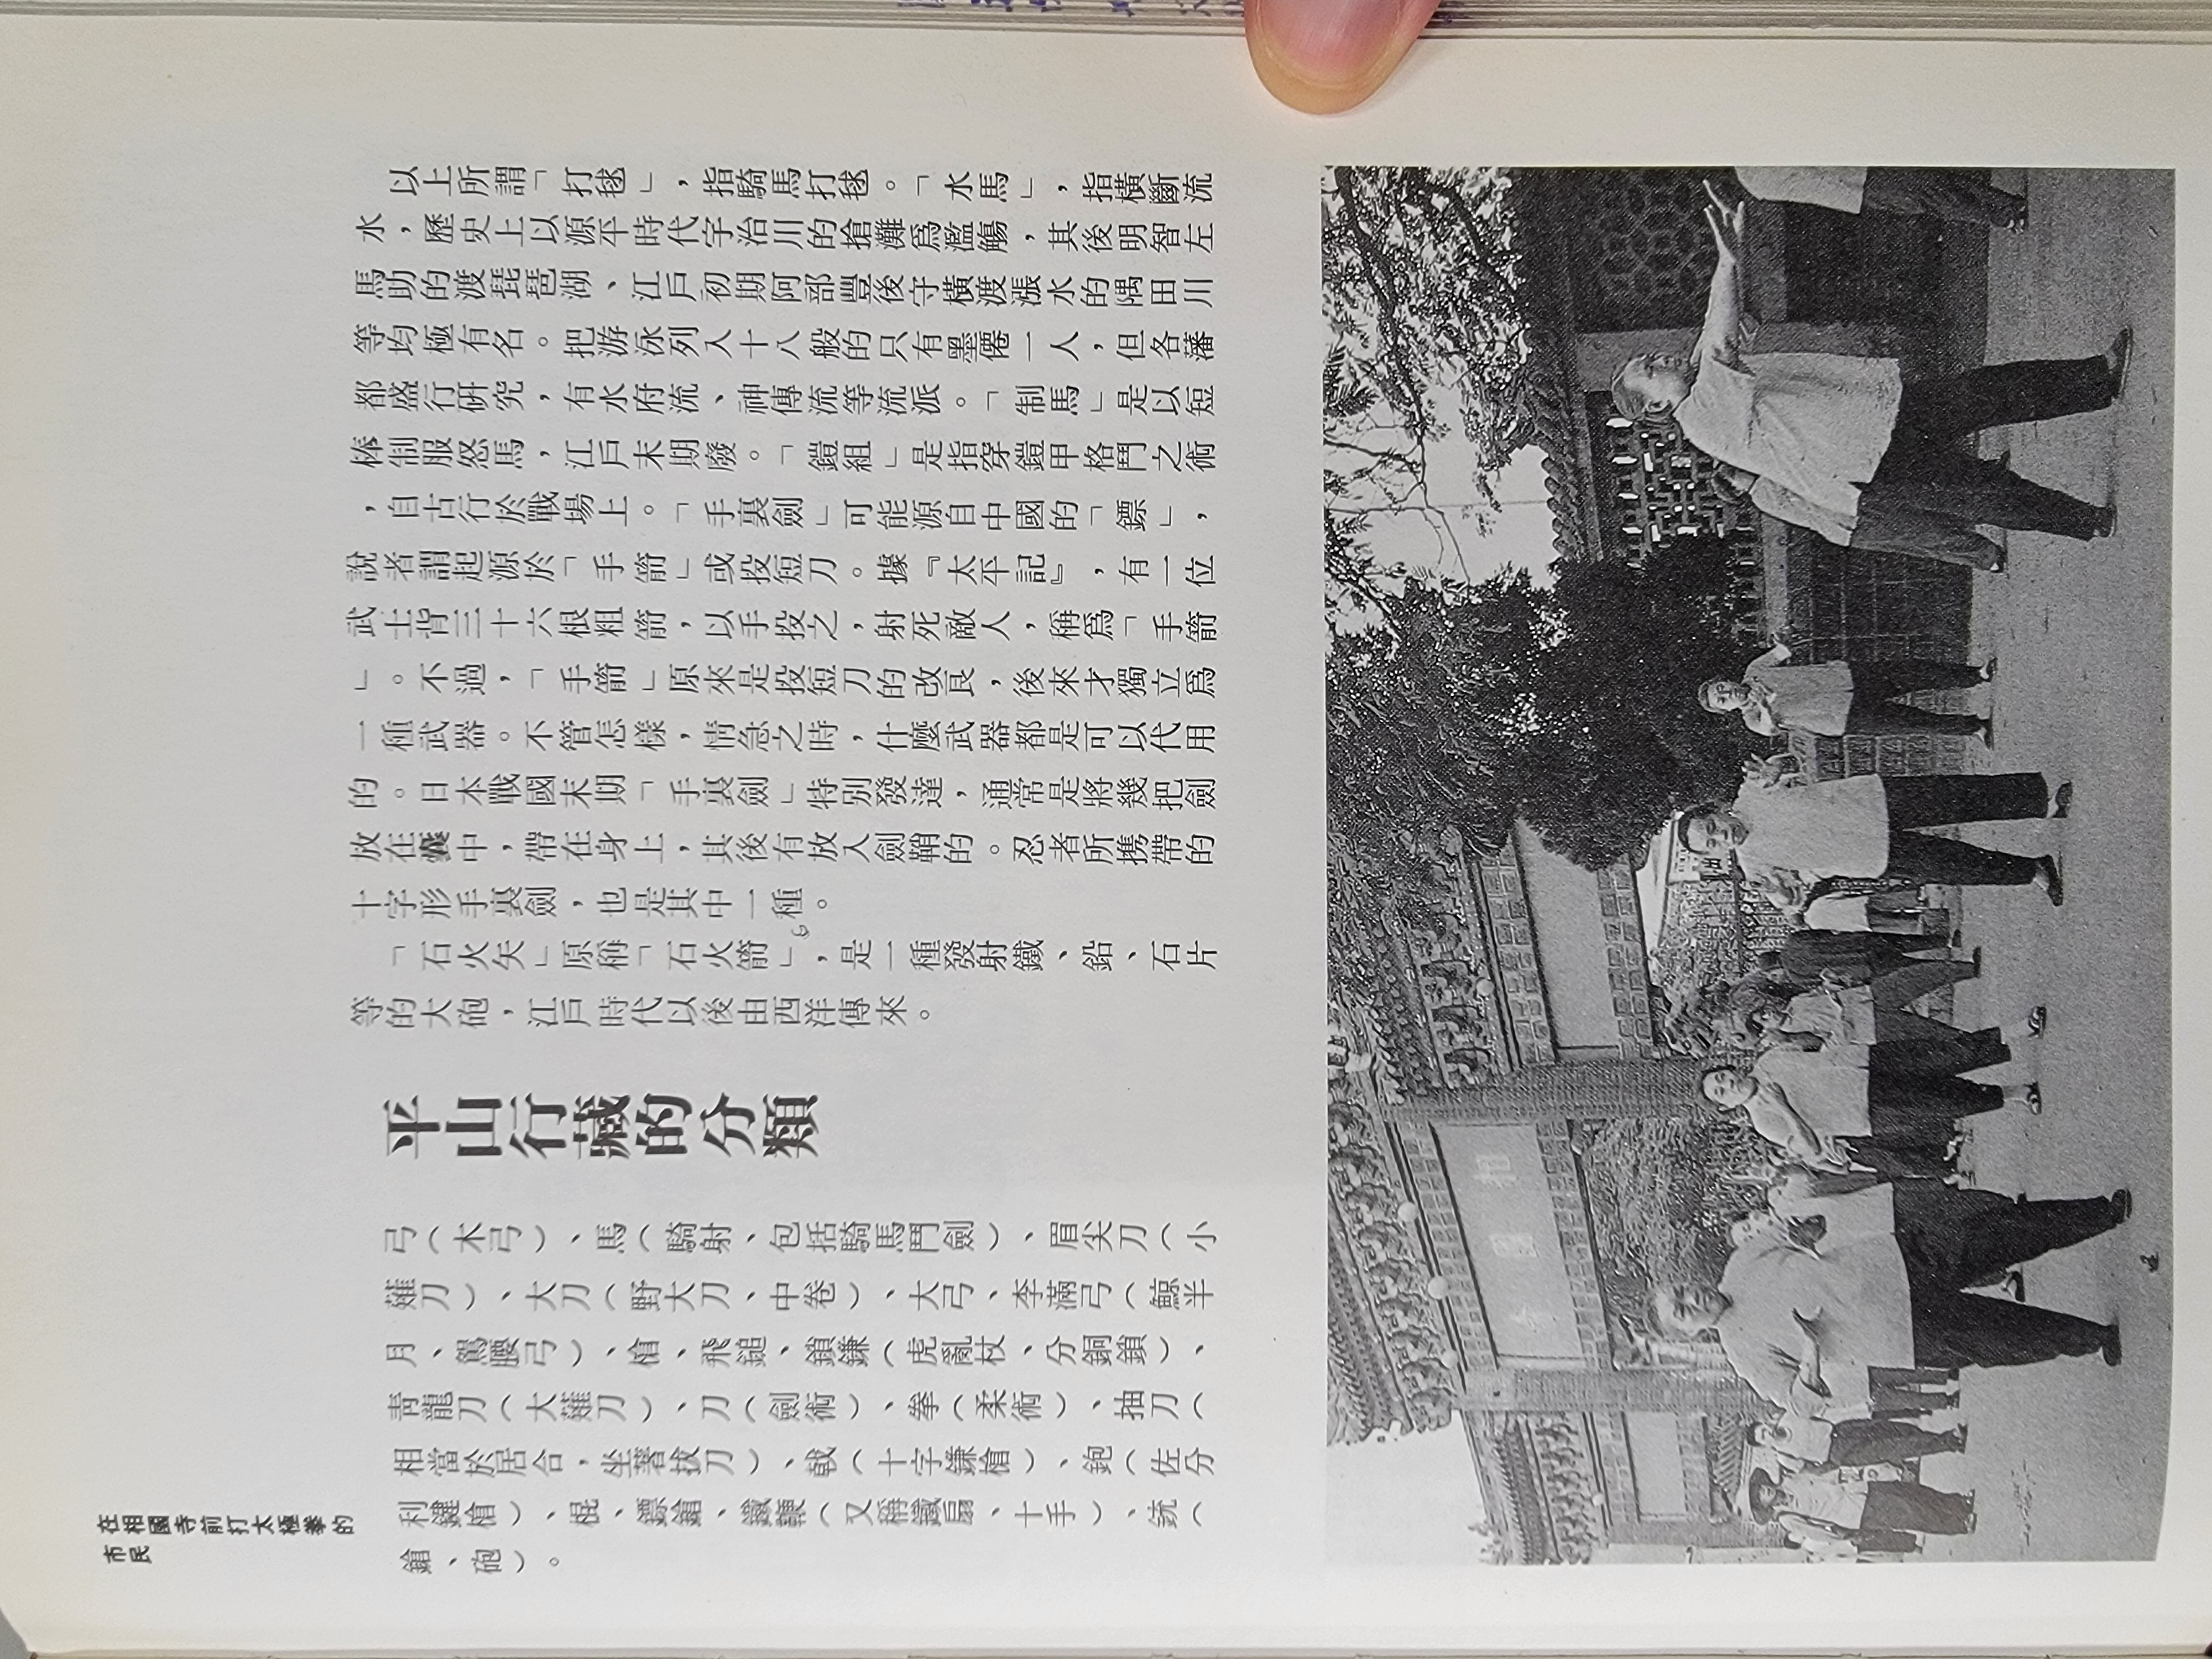 以上所謂「打毬」，指騎馬打毬。「水馬」，指橫斷流
水，歷史上以源平時代宇治川的搶灘爲濫觴，其後明智左
馬助的渡琵琶湖、江戶初期阿部豐後守橫渡漲水的隅田川
等均極有名。把游泳列入十八般的只有墨僊一人，但各藩
都盛行研究，有水府流、神傳流等流派。「制馬」是以短
棒制服怒馬，江戶末期廢。「鎧組」是指穿鎧甲格鬥之術
，自古行於戰場上。「手裏劍」可能源自中國的「鏢」，
說者謂起源於「手箭」或投短刀。據『太平記』，有一位
武士背三十六根粗箭，以手投之，射死敵人，稱爲「手箭
」。不過，「手箭」原來是投短刀的改良，後來才獨立爲
一種武器。不管怎樣，情急之時，什麼武器都是可以代用
的。日本戰國末期「手裏劍」特別發達，通常是將幾把劍
放在囊中，帶在身上，其後有放入劍鞘的。忍者所携帶的
十字形手裏劍，也是其中一種。
「石火矢」原稱「石火箭」，是一種發射鐵、鉛、石片
等的大砲，江戶時代以後由西洋傳來。
平山行藏的分類
弓（木弓）、馬（騎射、包括騎馬鬥劍）、眉尖刀（小
薙刀）、大刀（野大刀、中卷）、大弓、李滿弓（鯨半
月、駕腰弓）、槍、飛鎚、鎖鎌（虎亂杖、分銅鎖）、
靑龍刀（大薙刀）、刀（劍術）、拳（柔術）、抽刀（
相當於居合，坐著拔刀）、戟（十字鎌槍）、鉋（佐分
利鍵槍）、棍、鏢鎗、鐵鞭（又稱鐵扇、十手）、銃（
鎗、砲）。
在相國寺前打太極拳的
市民
相國寺